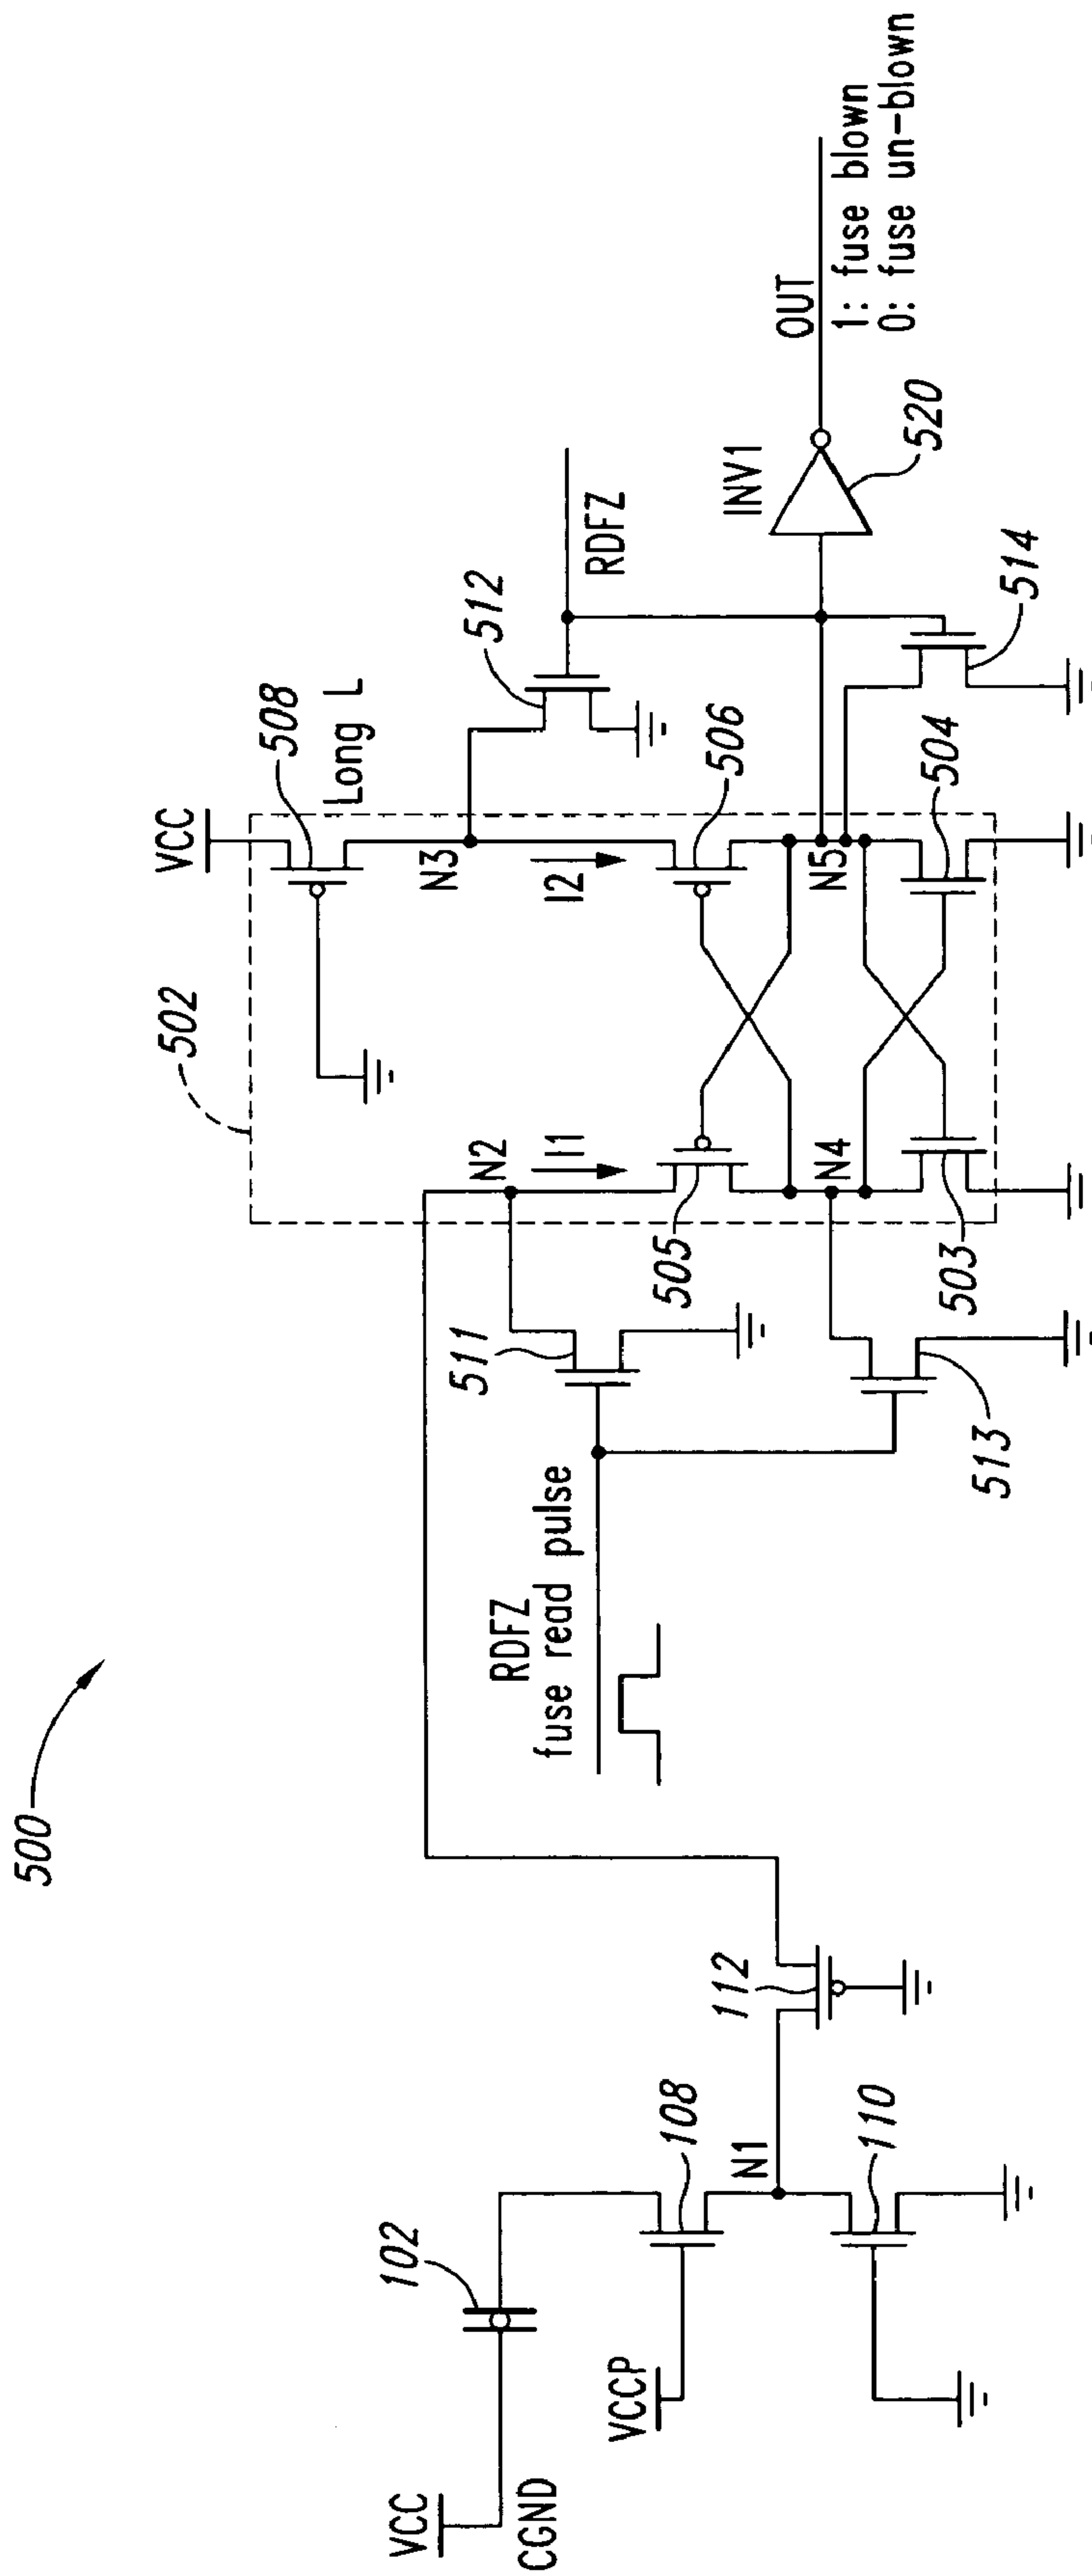 500
VCC
CGND
102
VCCP
108
N1
110
112
RDFZ
fuse read pulse
511
513
502
N2
I1
505
N4
503
VCC
508
Long L
N3
I2
506
N5
504
512
RDFZ
514
INV1
520
OUT
1: fuse blown
0: fuse un-blown